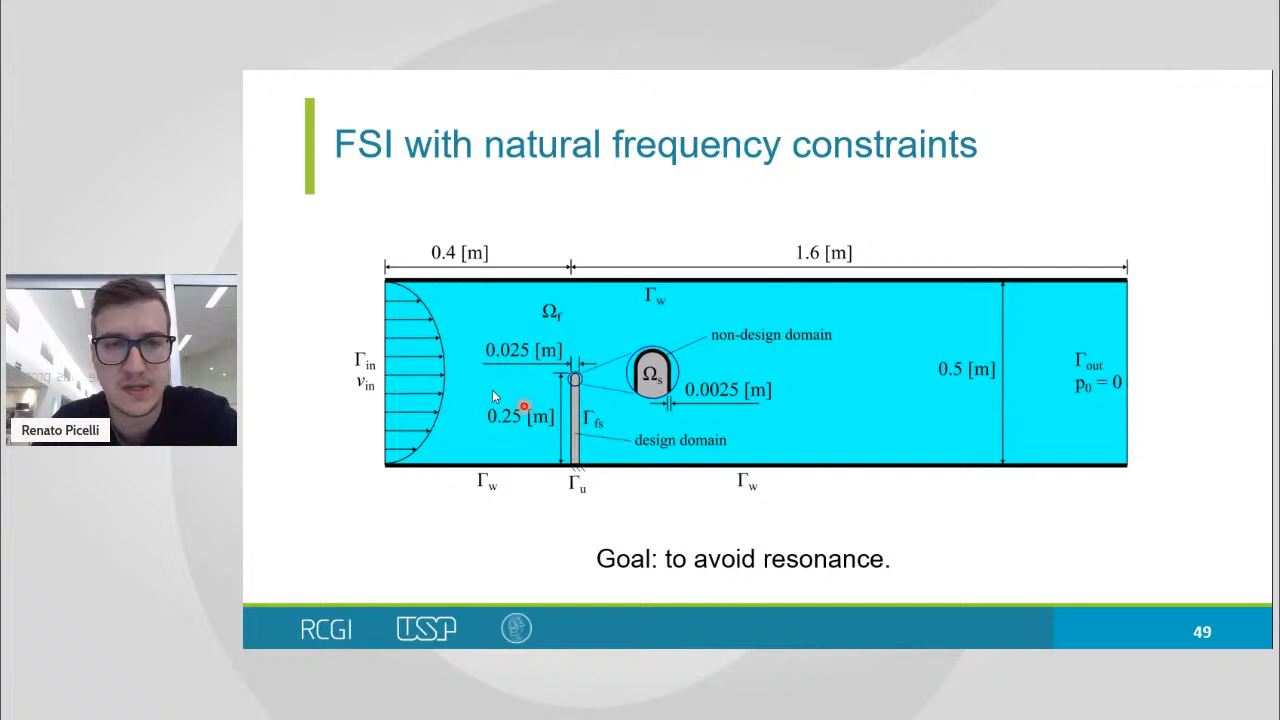 FSI with natural frequency constraints
0.4 [m]
1.6 [m]
Γw
Ωf
non-design domain
0.025 [m]
Γin
vin
Ωs
0.5 [m]
Γout
p0 = 0
0.0025 [m]
0.25 [m]
Γfs
design domain
Γw
Γu
Γw
Renato Picelli
Goal: to avoid resonance.
RCGI
USP
49